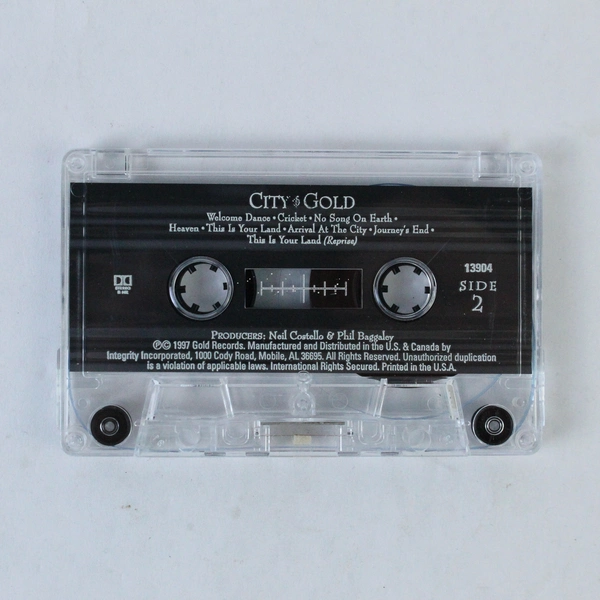 CITY of GOLD
Welcome Dance • Cricket • No Song On Earth •
Heaven • This Is Your Land • Arrival At The City • Journey's End •
This Is Your Land (Reprise)
13904
SIDE
2
PRODUCERS: Neil Costello & Phil Baggaley
℗© 1997 Gold Records. Manufactured and Distributed in the U.S. & Canada by
Integrity Incorporated, 1000 Cody Road, Mobile, AL 36695. All Rights Reserved. Unauthorized duplication
is a violation of applicable laws. International Rights Secured. Printed in the U.S.A.